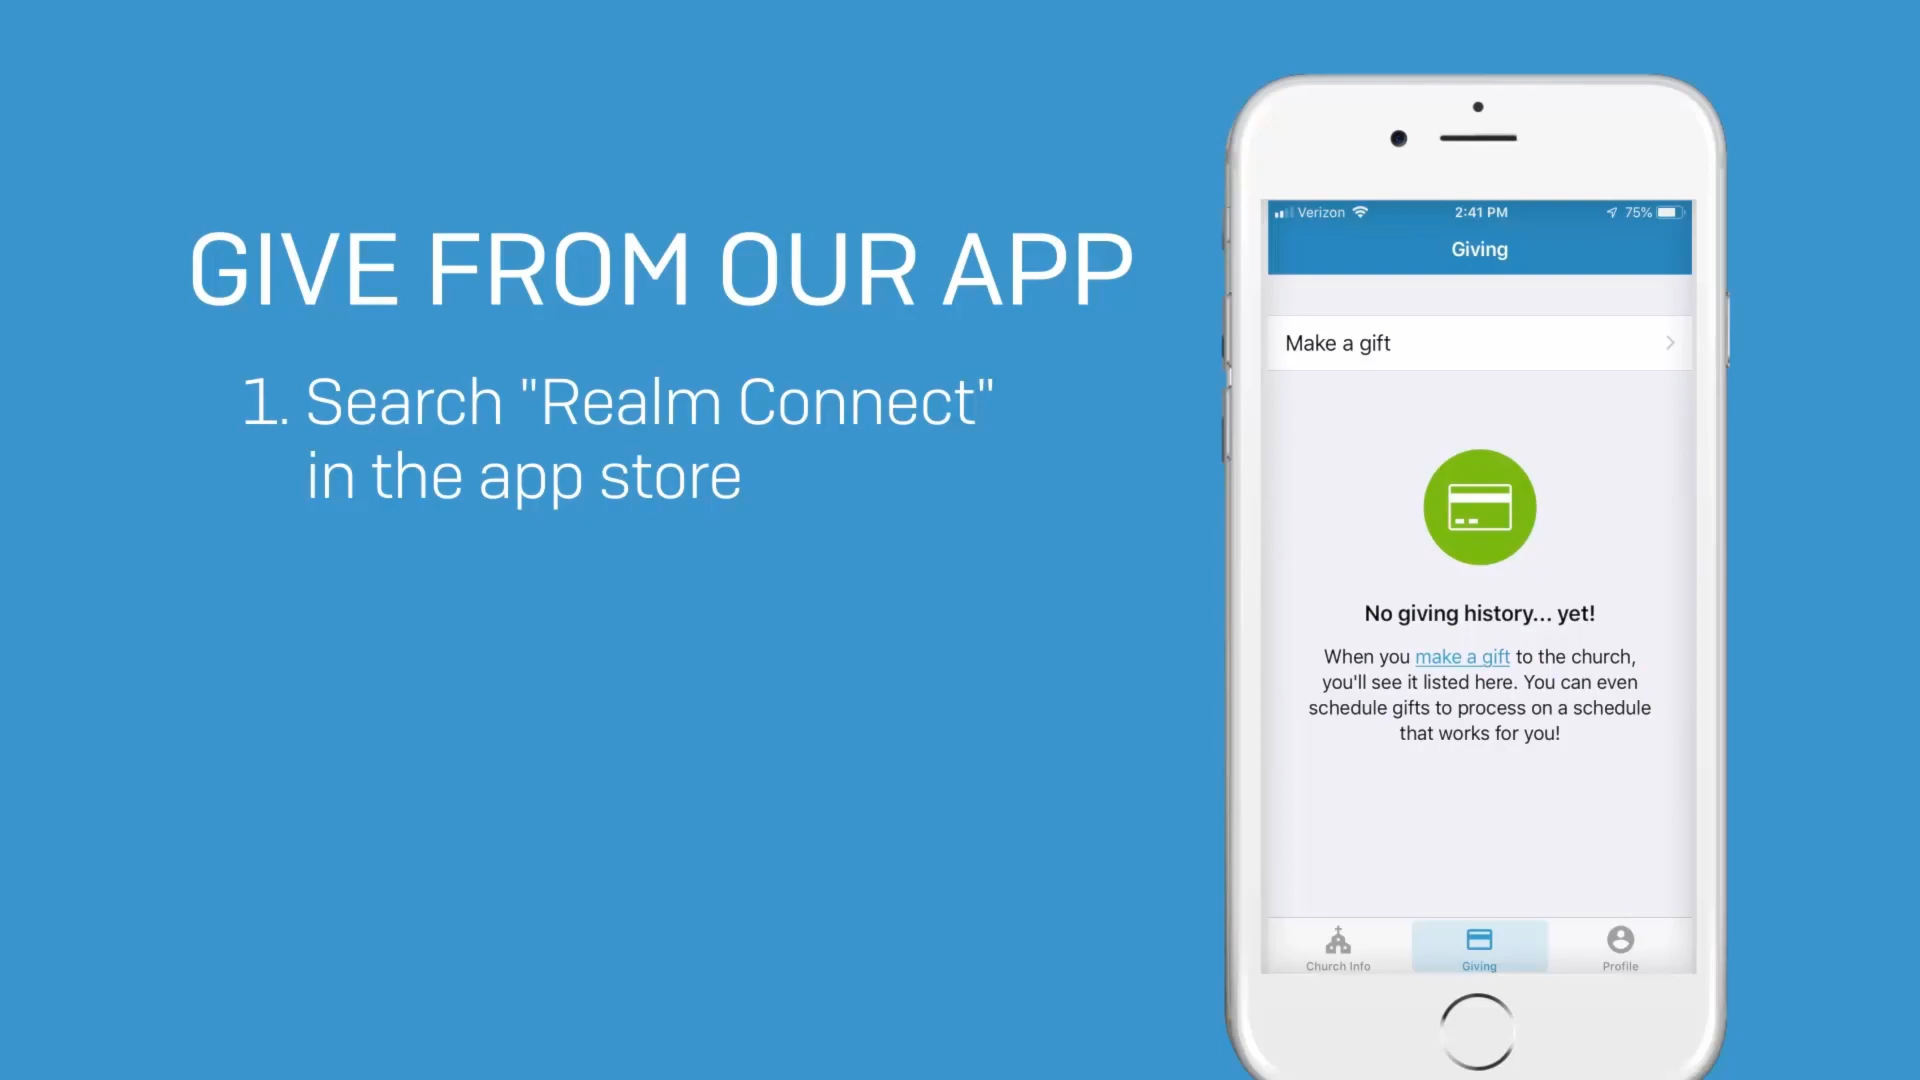 GIVE FROM OUR APP
1. Search "Realm Connect"
in the app store
Verizon 2:41 PM 75%
Giving
Make a gift
No giving history... yet!
When you make a gift to the church,
you'll see it listed here. You can even
schedule gifts to process on a schedule
that works for you!
Church Info Giving Profile